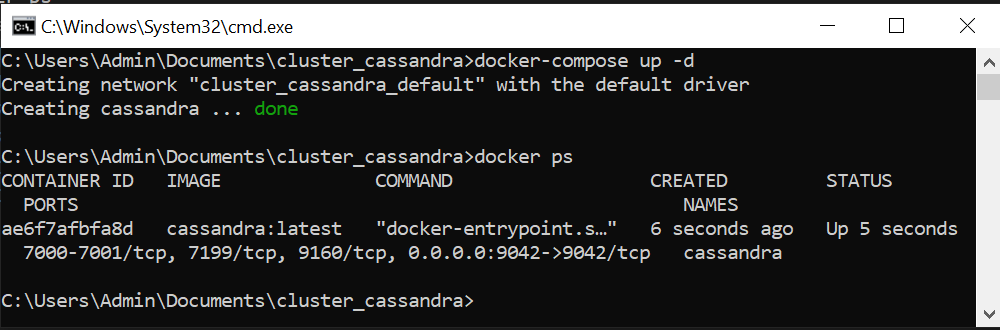 C:\Windows\System32\cmd.exe
C:\Users\Admin\Documents\cluster_cassandra>docker-compose up -d
Creating network "cluster_cassandra_default" with the default driver
Creating cassandra ... done
C:\Users\Admin\Documents\cluster_cassandra>docker ps
CONTAINER ID   IMAGE              COMMAND                  CREATED         STATUS
  PORTS                                                     NAMES
ae6f7afbfa8d   cassandra:latest   "docker-entrypoint.s…"   6 seconds ago   Up 5 seconds
  7000-7001/tcp, 7199/tcp, 9160/tcp, 0.0.0.0:9042->9042/tcp   cassandra
C:\Users\Admin\Documents\cluster_cassandra>